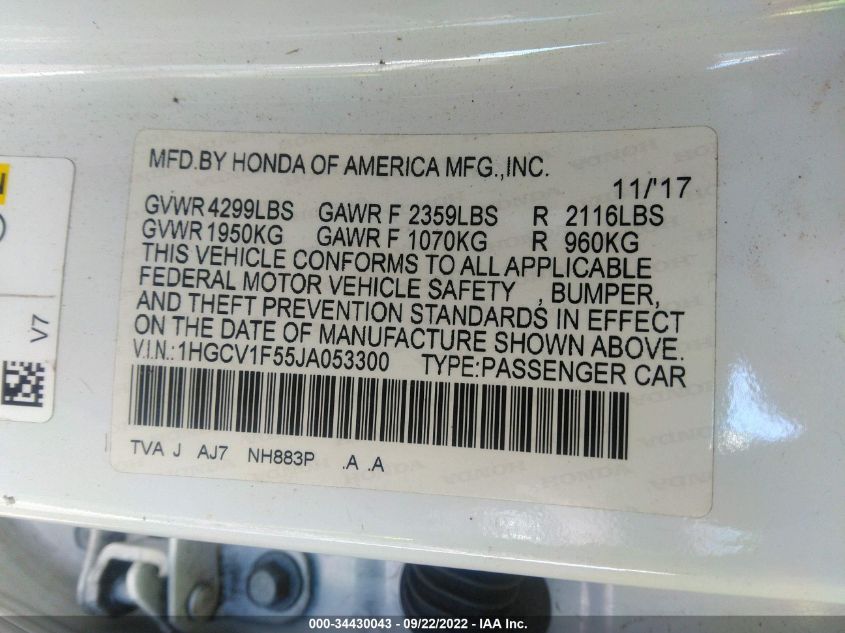 MFD.BY HONDA OF AMERICA MFG.,INC.
11/'17
GVWR 4299LBS GAWR F 2359LBS R 2116LBS
GVWR 1950KG GAWR F 1070KG R 960KG
THIS VEHICLE CONFORMS TO ALL APPLICABLE
FEDERAL MOTOR VEHICLE SAFETY , BUMPER,
AND THEFT PREVENTION STANDARDS IN EFFECT
ON THE DATE OF MANUFACTURE SHOWN ABOVE.
V.I.N.:1HGCV1F55JA053300 TYPE:PASSENGER CAR
TVA J AJ7 NH883P .A .A
V7
000-34430043 - 09/22/2022 - IAA Inc.